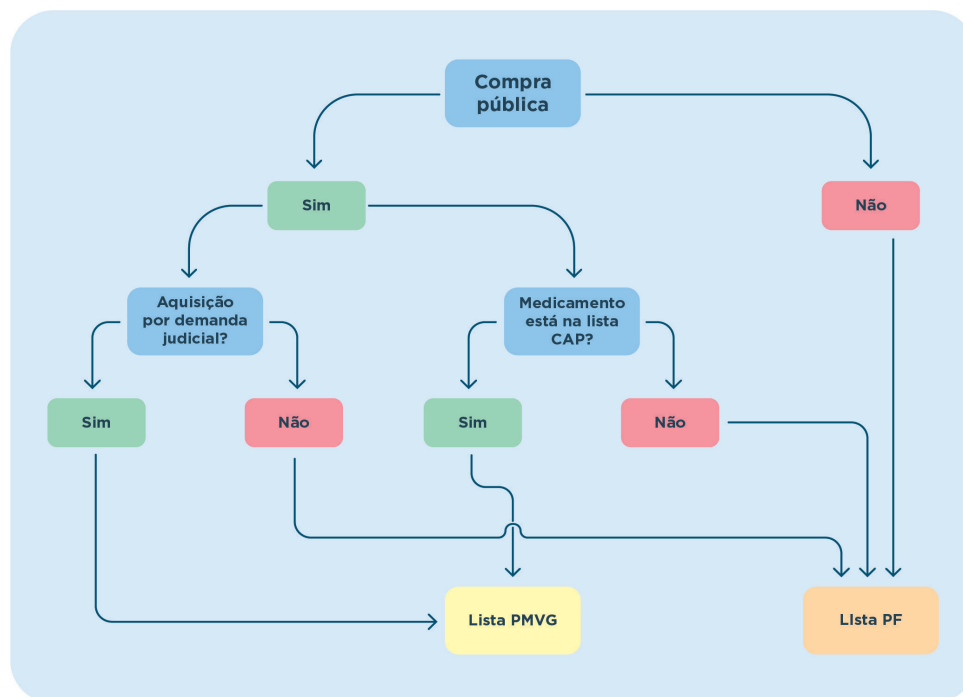 Compra
pública
Sim
Não
Aquisição
por demanda
judicial?
Medicamento
está na lista
CAP?
Sim
Não
Sim
Não
Lista PMVG
LIsta PF